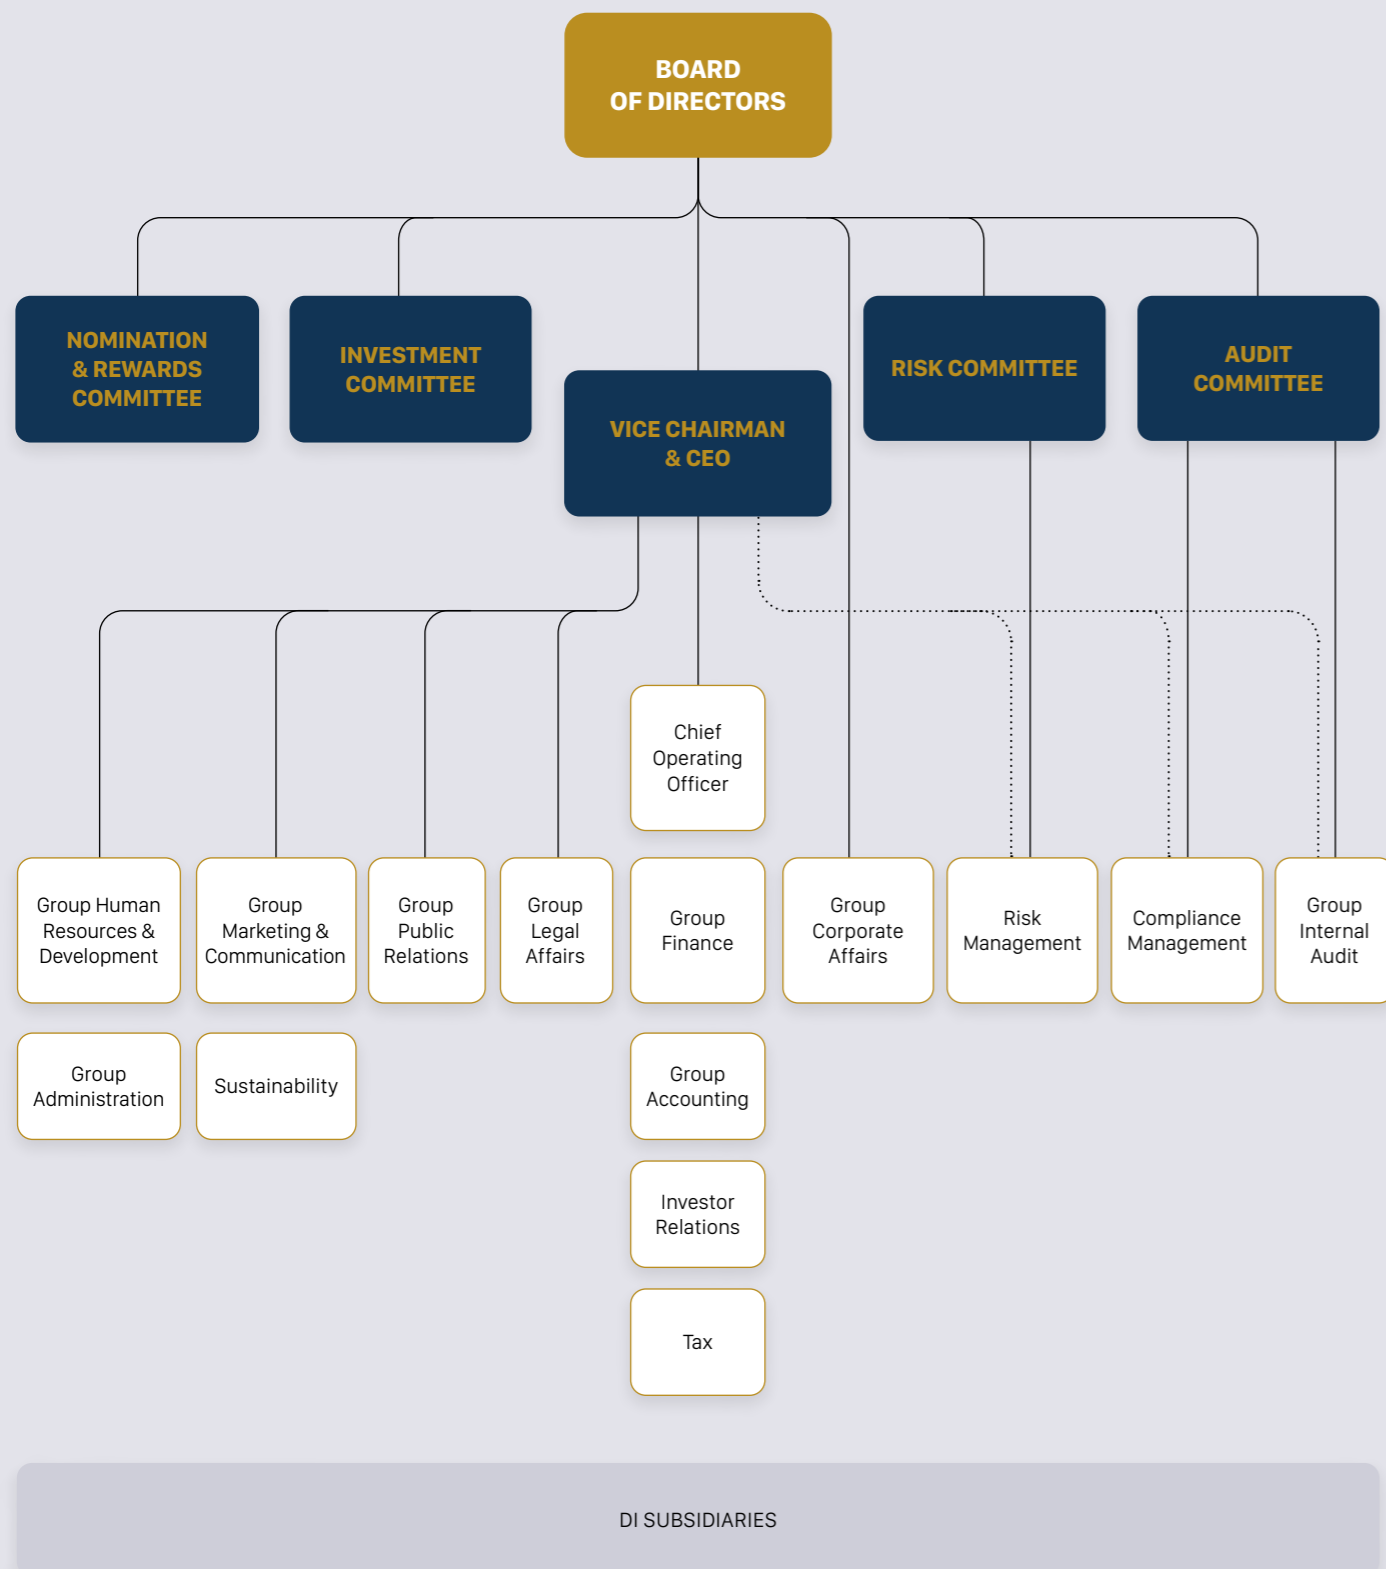 BOARD
OF DIRECTORS
NOMINATION
& REWARDS
COMMITTEE
INVESTMENT
COMMITTEE
VICE CHAIRMAN
& CEO
RISK COMMITTEE
AUDIT
COMMITTEE
Chief
Operating
Officer
Group Human
Resources &
Development
Group
Marketing &
Communication
Group
Public
Relations
Group
Legal
Affairs
Group
Finance
Group
Corporate
Affairs
Risk
Management
Compliance
Management
Group
Internal
Audit
Group
Administration
Sustainability
Group
Accounting
Investor
Relations
Tax
DI SUBSIDIARIES